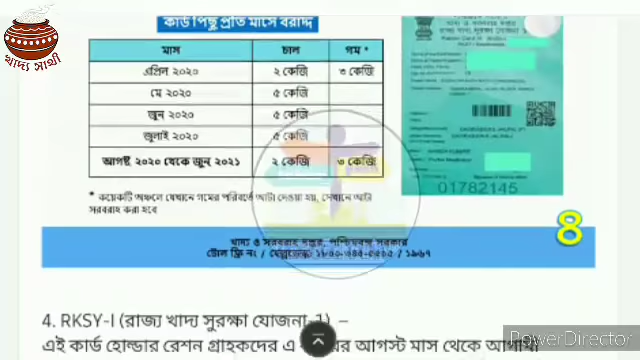 কার্ড পিছু প্রতি মাসে বরাদ্দ
মাস চাল গম *
এপ্রিল ২০২০ ২ কেজি ৩ কেজি
মে ২০২০ ৫ কেজি
জুন ২০২০ ৫ কেজি
জুলাই ২০২০ ৫ কেজি
আগষ্ট ২০২০ থেকে জুন ২০২১ ২ কেজি ৩ কেজি
* কয়েকটি অঞ্চলে যেখানে গমের পরিবর্তে আটা দেওয়া হয়, সেখানে আটা
সরবরাহ করা হবে
খাদ্য ও সরবরাহ দপ্তর, পশ্চিমবঙ্গ সরকার
টোল ফ্রি নং / ১৯৬৭
খাদ্য সাথী
01782145
8
4. RKSY-I (রাজ্য খাদ্য সুরক্ষা যোজনা-1) –
এই কার্ড হোল্ডার রেশন গ্রাহকদের এ আগস্ট মাস থেকে আগামী
PowerDirector